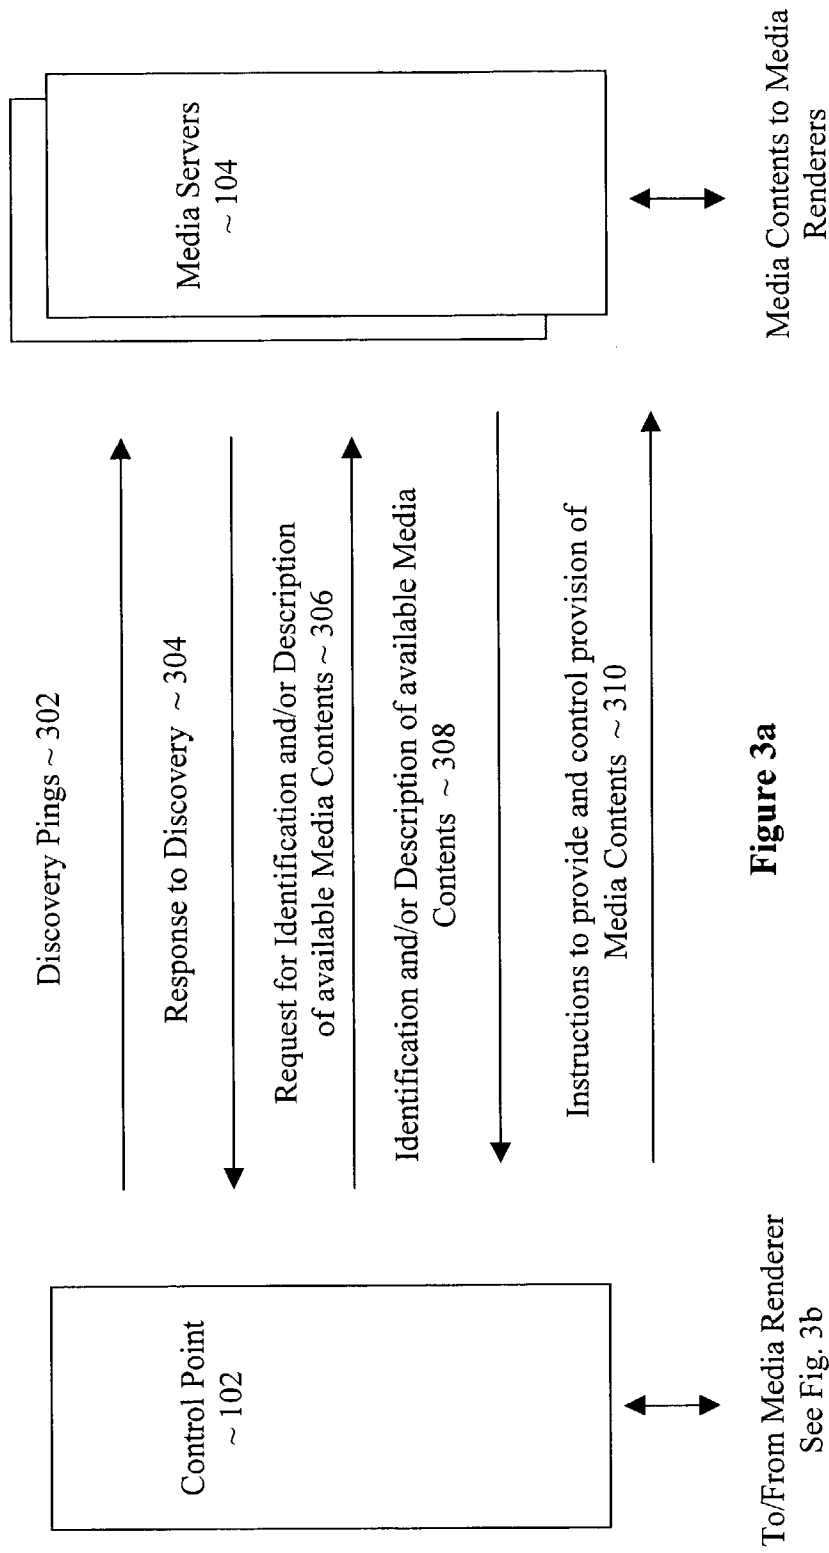 Control Point
~ 102
Discovery Pings ~ 302
Response to Discovery ~ 304
Request for Identification and/or Description
of available Media Contents ~ 306
Identification and/or Description of available Media
Contents ~ 308
Instructions to provide and control provision of
Media Contents ~ 310
Media Servers
~ 104
To/From Media Renderer
See Fig. 3b
Media Contents to Media
Renderers
Figure 3a